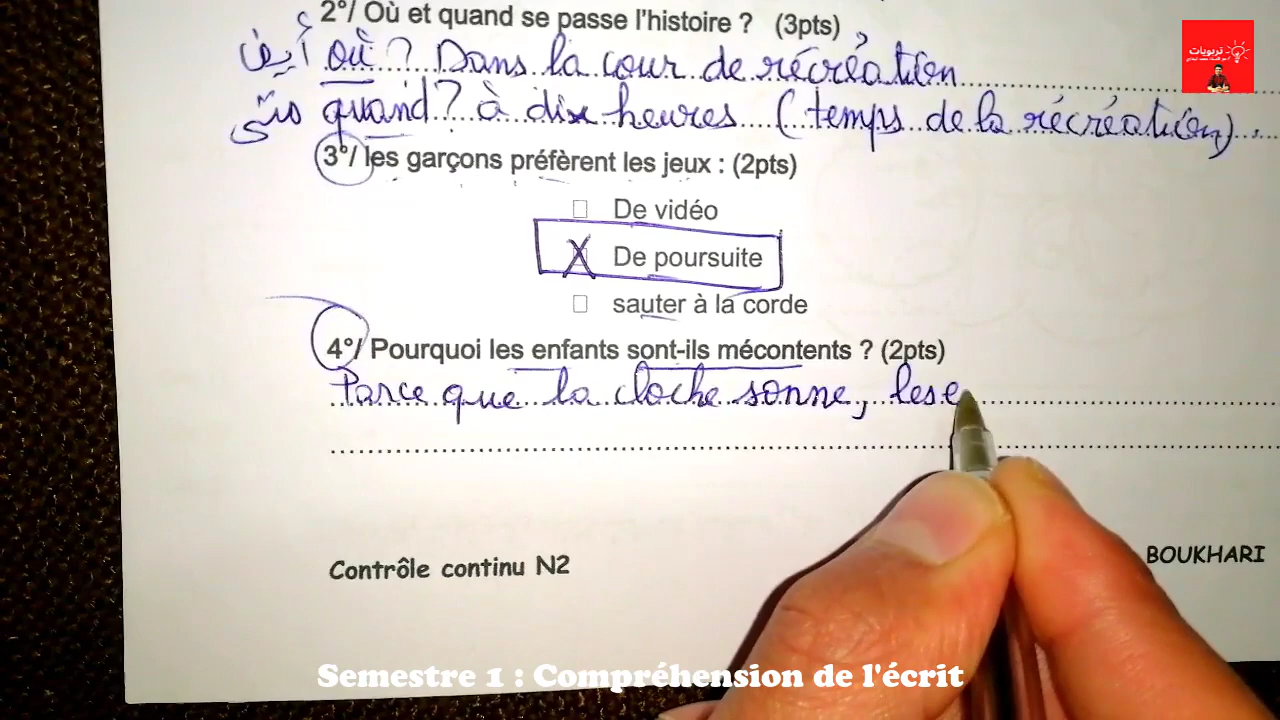 2°/ Où et quand se passe l'histoire ? (3pts)
أين où ? Dans la cour de récréation
متى quand ? à dix heures (temps de la récréation)
3°/ les garçons préfèrent les jeux : (2pts)
De vidéo
X De poursuite
sauter à la corde
4°/ Pourquoi les enfants sont-ils mécontents ? (2pts)
Parce que la cloche sonne, les e
Contrôle continu N2
BOUKHARI
Semestre 1 : Compréhension de l'écrit
تربويات